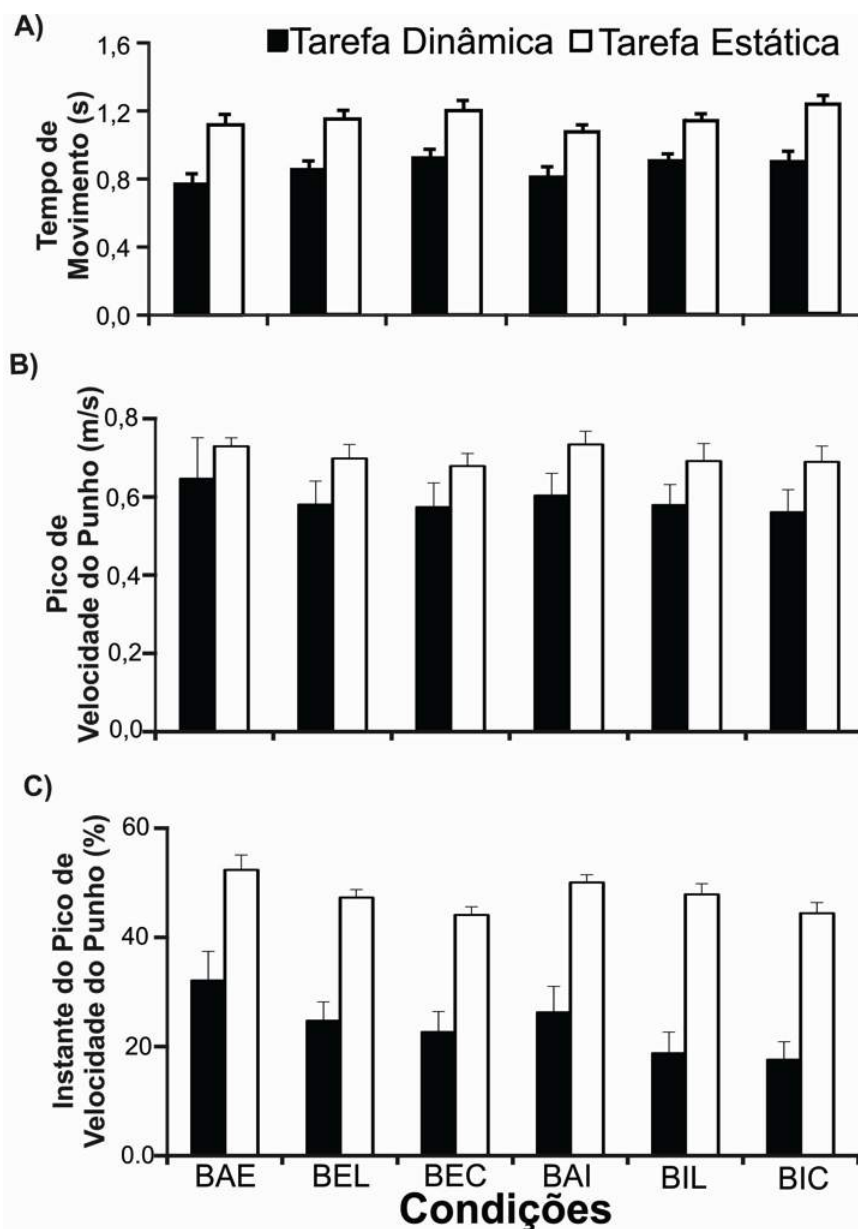 A)
■Tarefa Dinâmica □Tarefa Estática
Tempo de
Movimento (s)
1,6
1,2
0,8
0,4
0,0
B)
Pico de
Velocidade do Punho (m/s)
0,8
0,6
0,4
0,2
0,0
C)
Instante do Pico de
Velocidade do Punho (%)
60
40
20
0.0
BAE BEL BEC BAI BIL BIC
Condições